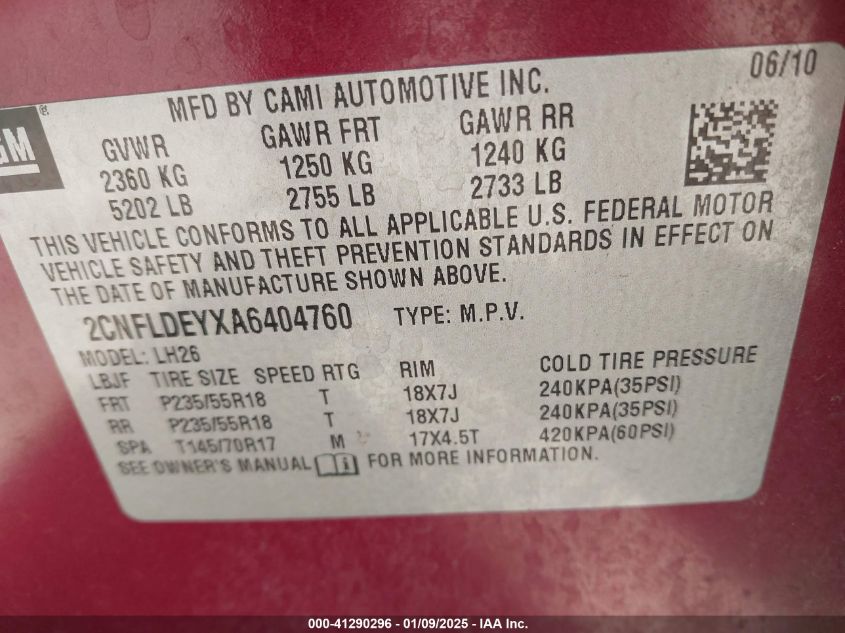 06/10
MFD BY CAMI AUTOMOTIVE INC.
GM
GVWR GAWR FRT GAWR RR
2360 KG 1250 KG 1240 KG
5202 LB 2755 LB 2733 LB
THIS VEHICLE CONFORMS TO ALL APPLICABLE U.S. FEDERAL MOTOR
VEHICLE SAFETY AND THEFT PREVENTION STANDARDS IN EFFECT ON
THE DATE OF MANUFACTURE SHOWN ABOVE.
2CNFLDEYXA6404760 TYPE: M.P.V.
MODEL: LH26
LBJF TIRE SIZE SPEED RTG RIM COLD TIRE PRESSURE
FRT P235/55R18 T 18X7J 240KPA(35PSI)
RR P235/55R18 T 18X7J 240KPA(35PSI)
SPA T145/70R17 M 17X4.5T 420KPA(60PSI)
SEE OWNER'S MANUAL FOR MORE INFORMATION.
000-41290296 - 01/09/2025 - IAA Inc.